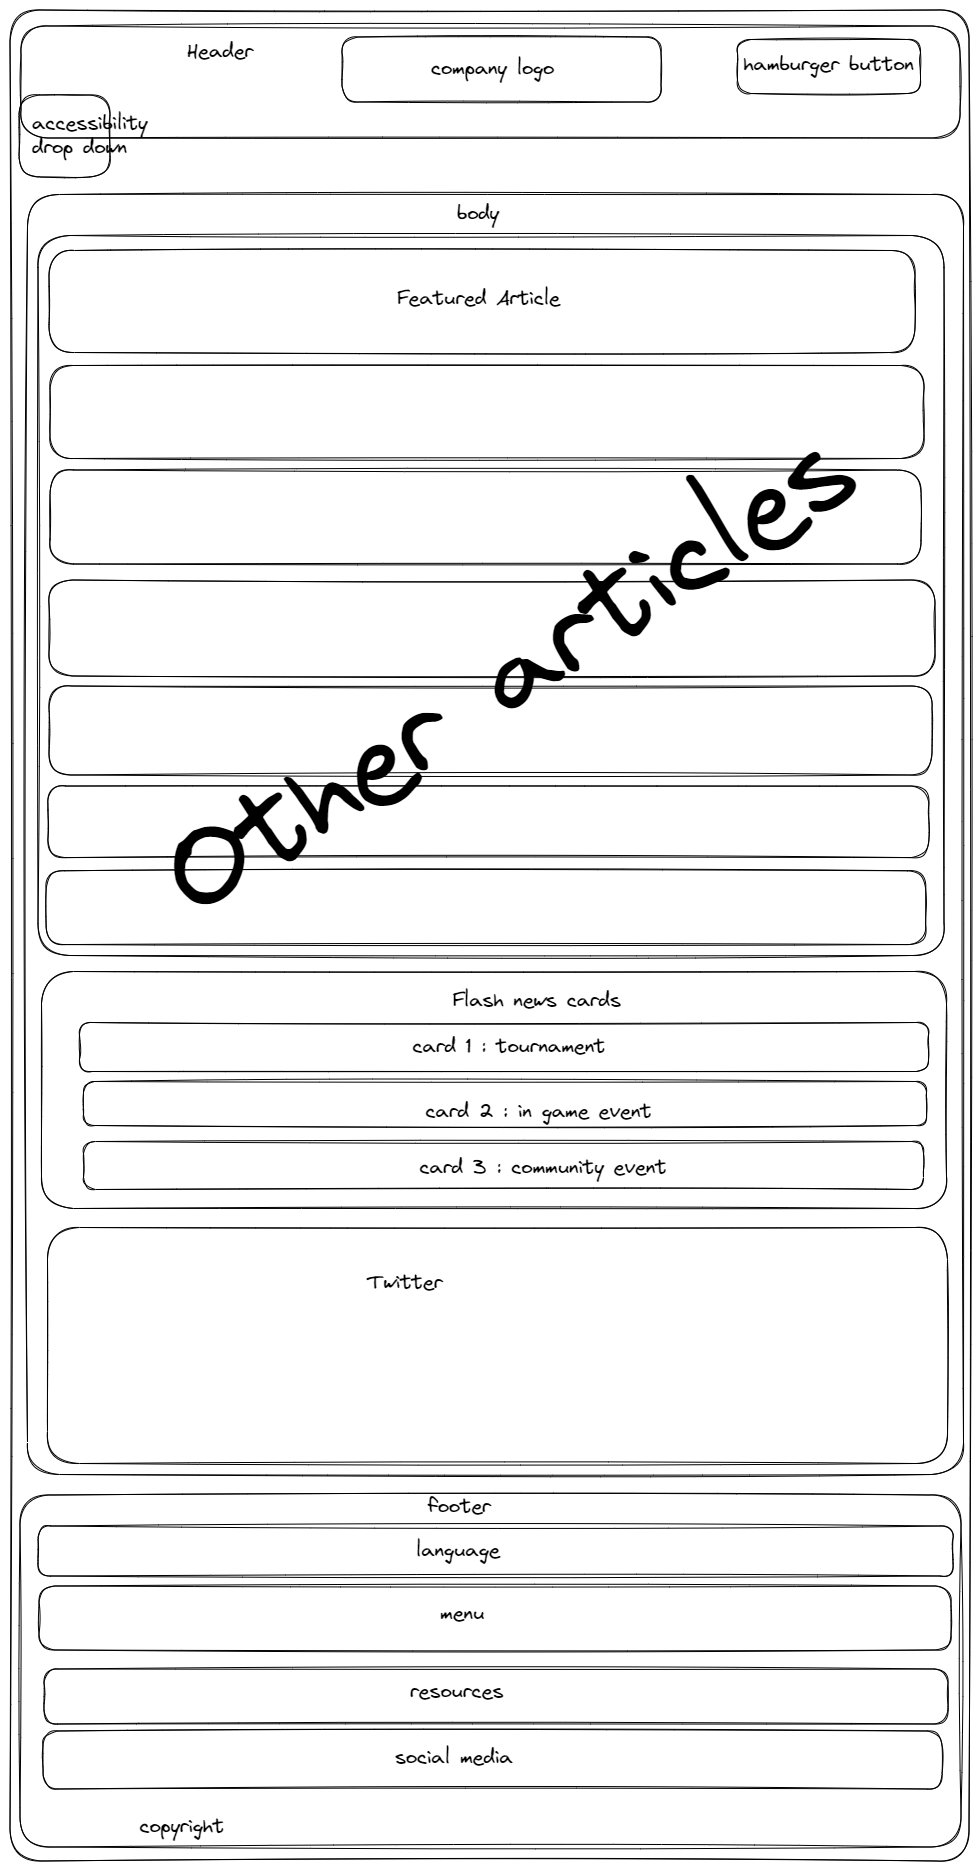 Header
company logo
hamburger button
accessibility
drop down
body
Featured Article
Other articles
Flash news cards
card 1 : tournament
card 2 : in game event
card 3 : community event
Twitter
footer
language
menu
resources
social media
copyright